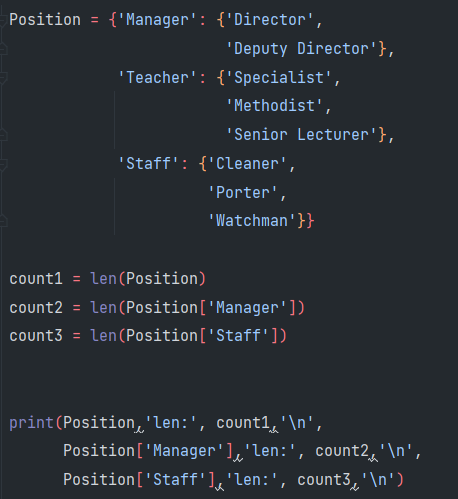 Position = {'Manager': {'Director',
                        'Deputy Director'},
            'Teacher': {'Specialist',
                        'Methodist',
                        'Senior Lecturer'},
            'Staff': {'Cleaner',
                      'Porter',
                      'Watchman'}}
count1 = len(Position)
count2 = len(Position['Manager'])
count3 = len(Position['Staff'])
print(Position,'len:', count1,'\n',
      Position['Manager'],'len:', count2,'\n',
      Position['Staff'],'len:', count3,'\n')